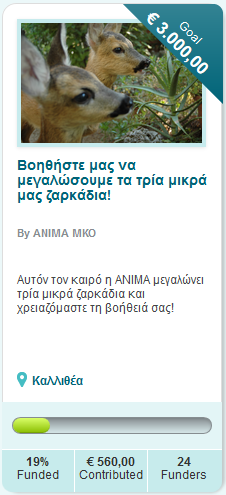 Goal
€ 3.000,00
Βοηθήστε μας να
μεγαλώσουμε τα τρία μικρά
μας ζαρκάδια!
By ANIMA MKO
Αυτόν τον καιρό η ANIMA μεγαλώνει
τρία μικρά ζαρκάδια και
χρειαζόμαστε τη βοήθειά σας!
Καλλιθέα
19% € 560,00 24
Funded Contributed Funders